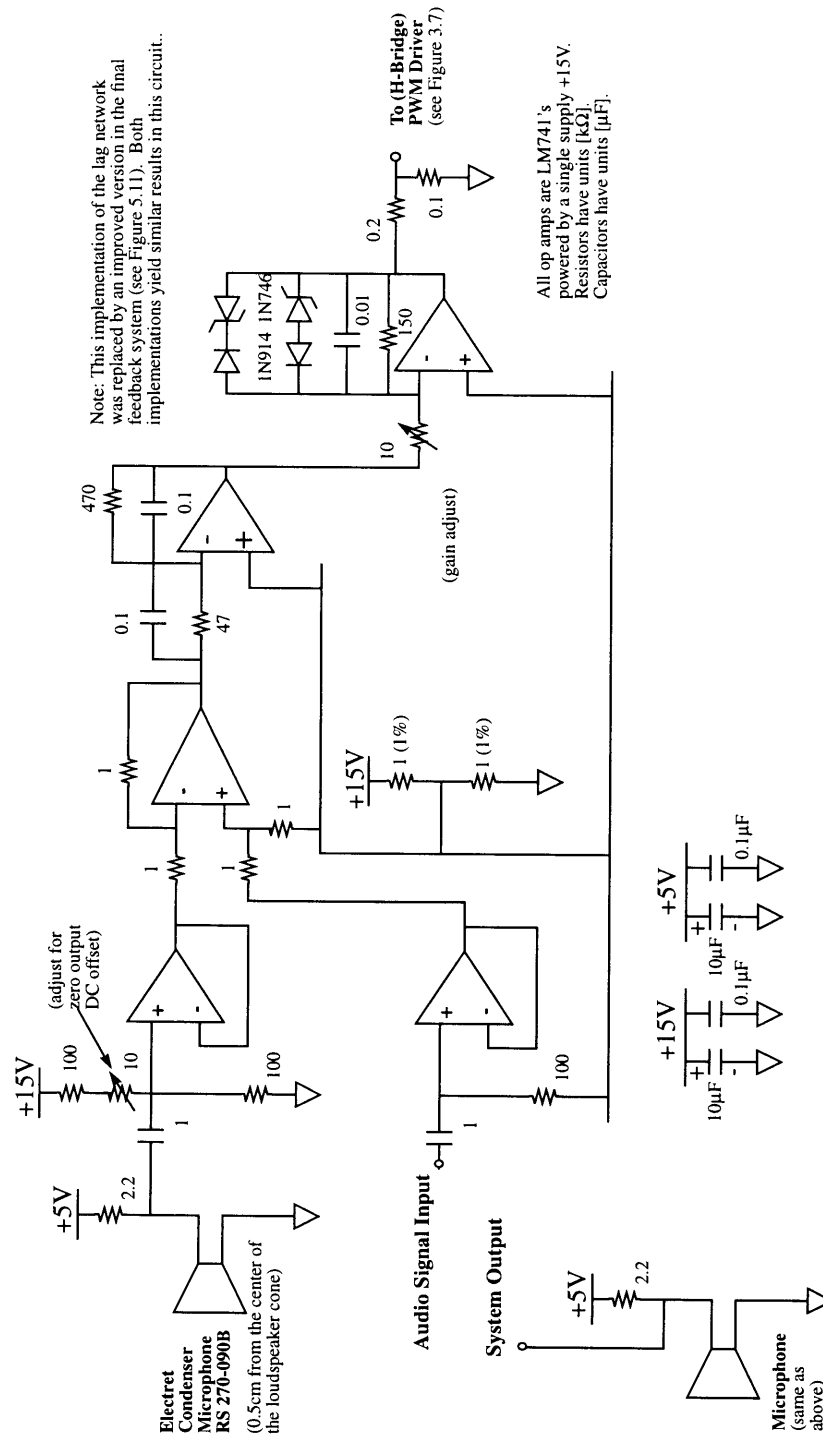 Note: This implementation of the lag network
was replaced by an improved version in the final
feedback system (see Figure 5.11). Both
implementations yield similar results in this circuit..
+5V
2.2
Electret
Condenser
Microphone
RS 270-090B
(0.5cm from the center of
the loudspeaker cone)
+15V
100
10
(adjust for
zero output
DC offset)
1
100
+
-
1
1
-
+
1
1
0.1
47
470
0.1
-
+
Audio Signal Input
1
100
+
-
+15V
1 (1%)
1 (1%)
(gain adjust)
10
1N914 1N746
0.01
150
-
+
0.2
0.1
To (H-Bridge)
PWM Driver
(see Figure 3.7)
System Output
+5V
2.2
Microphone
(same as
above)
+15V
+
10µF
-
0.1µF
+5V
+
10µF
-
0.1µF
All op amps are LM741's
powered by a single supply +15V.
Resistors have units [kΩ].
Capacitors have units [µF].